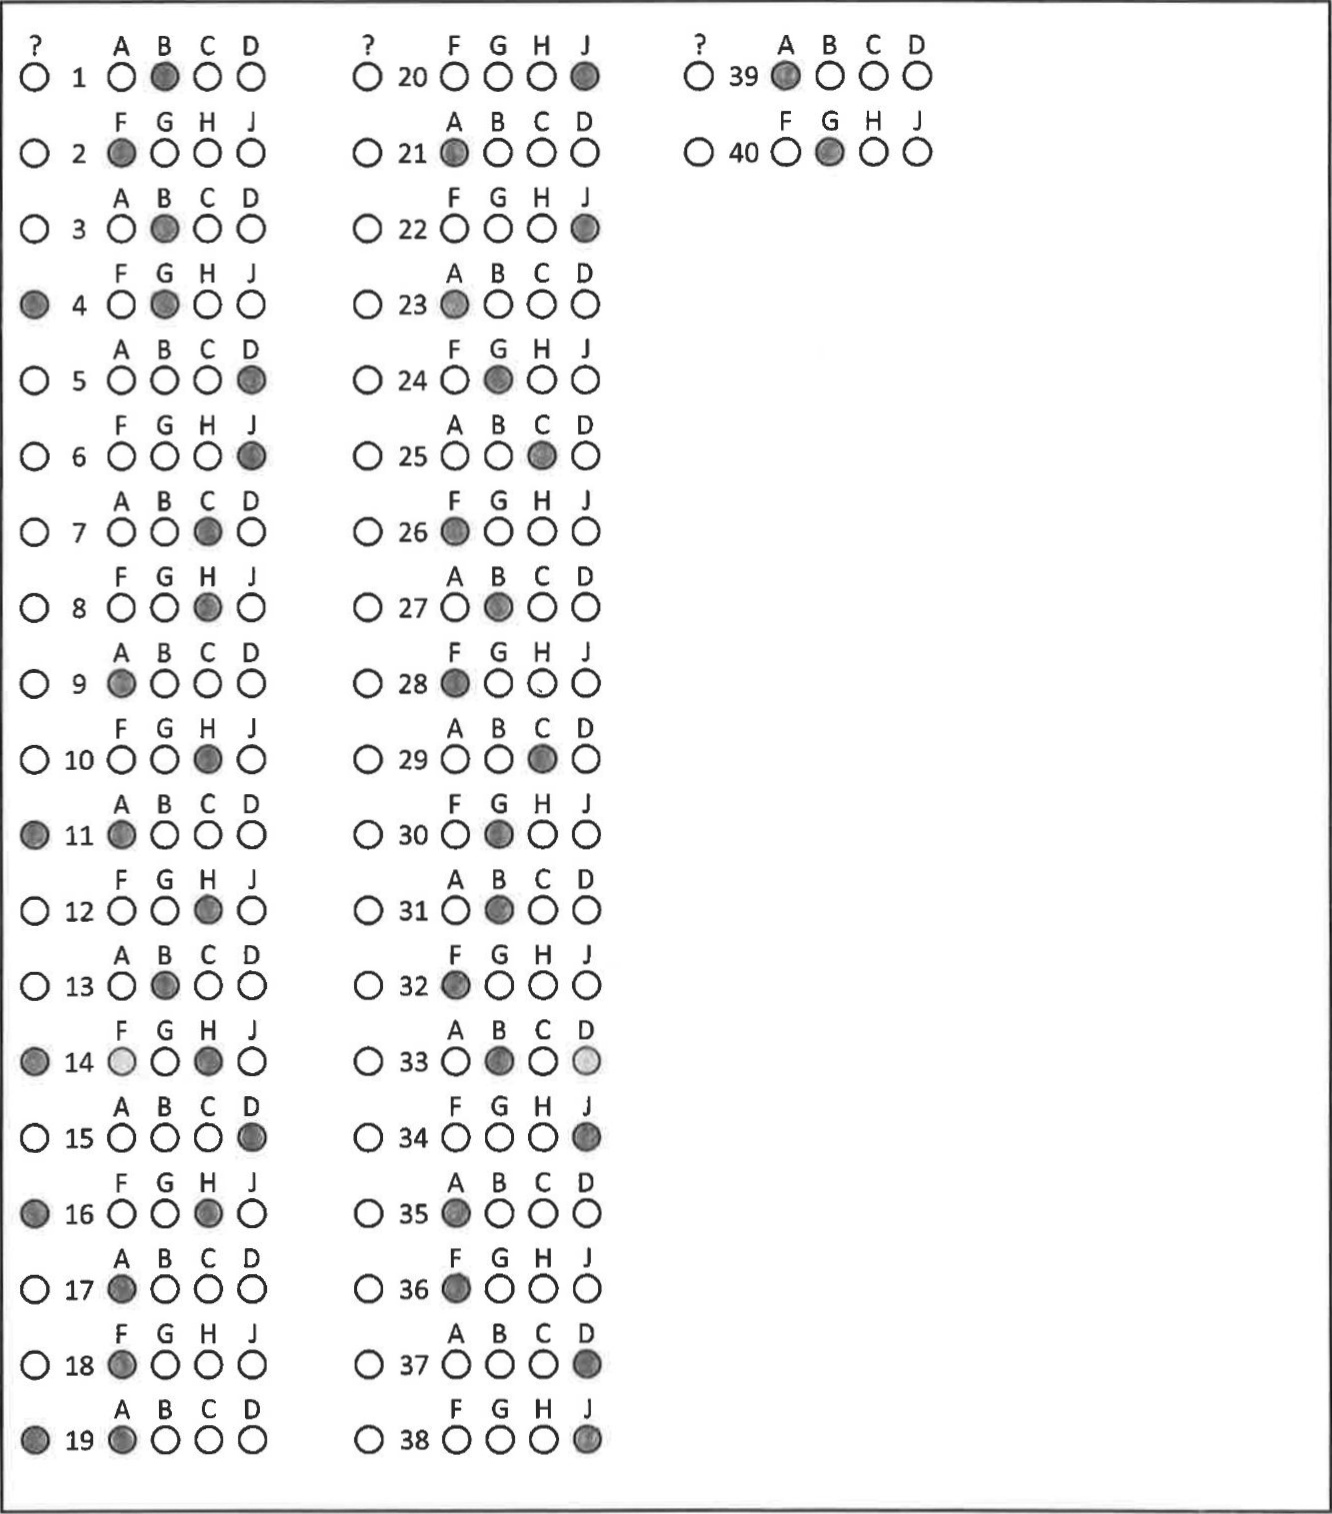 ? A B C D
1
F G H J
2
A B C D
3
F G H J
4
A B C D
5
F G H J
6
A B C D
7
F G H J
8
A B C D
9
F G H J
10
A B C D
11
F G H J
12
A B C D
13
F G H J
14
A B C D
15
F G H J
16
A B C D
17
F G H J
18
A B C D
19
? F G H J
20
A B C D
21
F G H J
22
A B C D
23
F G H J
24
A B C D
25
F G H J
26
A B C D
27
F G H J
28
A B C D
29
F G H J
30
A B C D
31
F G H J
32
A B C D
33
F G H J
34
A B C D
35
F G H J
36
A B C D
37
F G H J
38
? A B C D
39
F G H J
40